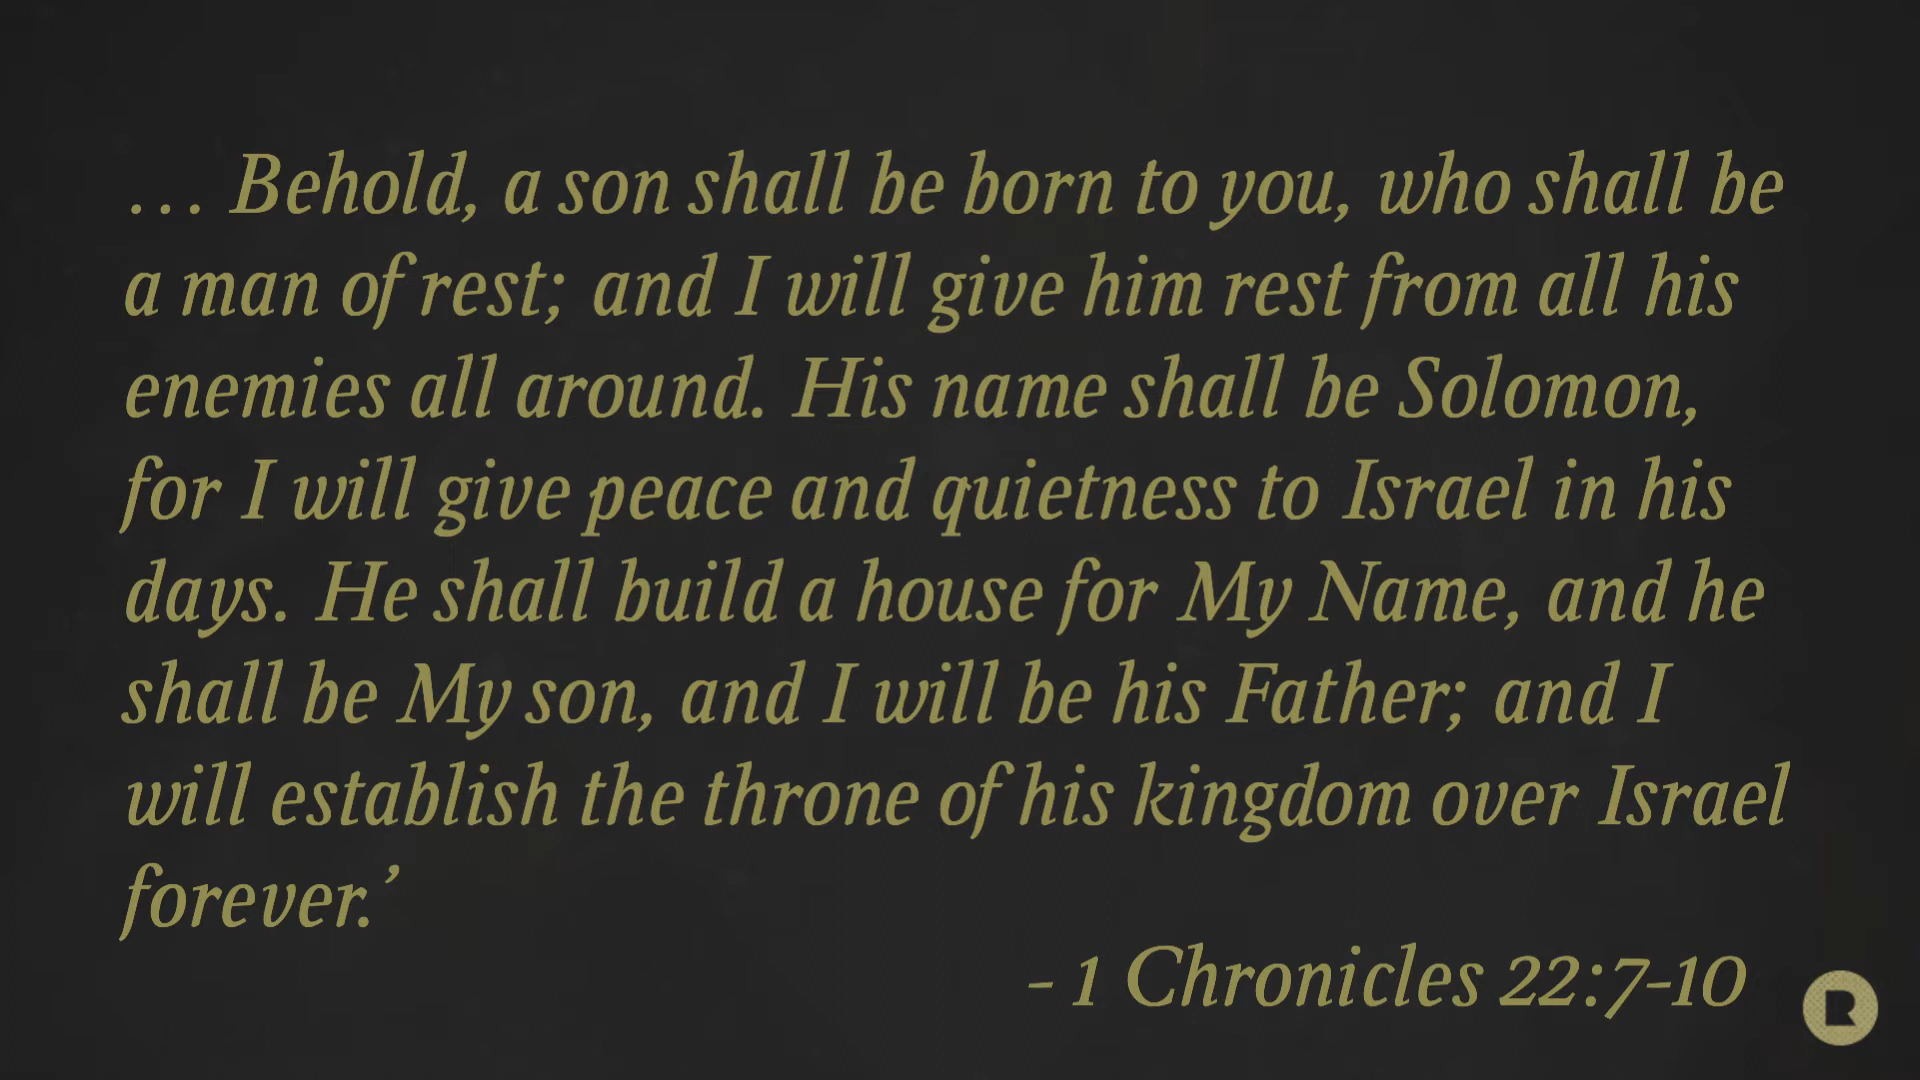 … Behold, a son shall be born to you, who shall be
a man of rest; and I will give him rest from all his
enemies all around. His name shall be Solomon,
for I will give peace and quietness to Israel in his
days. He shall build a house for My Name, and he
shall be My son, and I will be his Father; and I
will establish the throne of his kingdom over Israel
forever.’
- 1 Chronicles 22:7-10
R